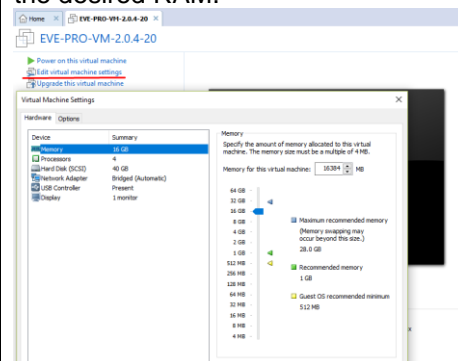 the desired RAM.
Home
EVE-PRO-VM-2.0.4-20
EVE-PRO-VM-2.0.4-20
Power on this virtual machine
Edit virtual machine settings
Upgrade this virtual machine
Virtual Machine Settings
Hardware Options
Device Summary
Memory 16 GB
Processors 4
Hard Disk (SCSI) 40 GB
Network Adapter Bridged (Automatic)
USB Controller Present
Display 1 monitor
Memory
Specify the amount of memory allocated to this virtual
machine. The memory size must be a multiple of 4 MB.
Memory for this virtual machine: 16384 MB
64 GB
32 GB
16 GB
8 GB
4 GB
2 GB
1 GB
512 MB
256 MB
128 MB
64 MB
32 MB
16 MB
8 MB
4 MB
Maximum recommended memory
(Memory swapping may
occur beyond this size.)
28.0 GB
Recommended memory
1 GB
Guest OS recommended minimum
512 MB